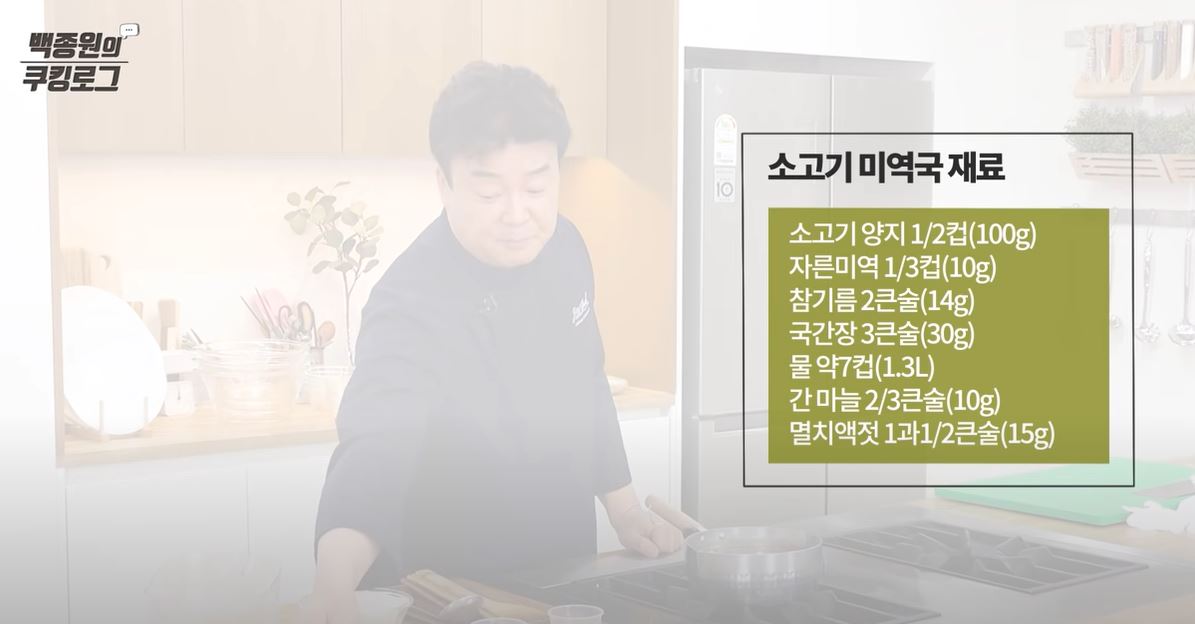 백종원의
쿠킹로그
소고기 미역국 재료
소고기 양지 1/2컵(100g)
자른미역 1/3컵(10g)
참기름 2큰술(14g)
국간장 3큰술(30g)
물 약7컵(1.3L)
간 마늘 2/3큰술(10g)
멸치액젓 1과1/2큰술(15g)